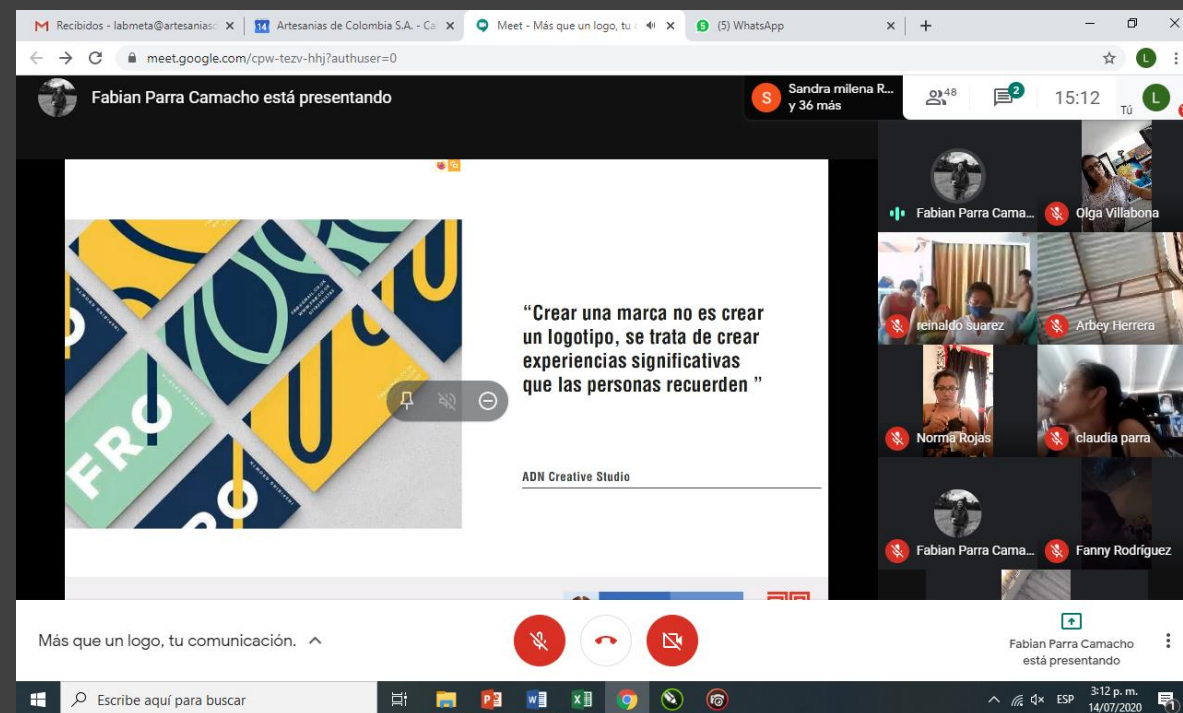 Recibidos - labmeta@artesaniasc
14 Artesanias de Colombia S.A. - Ca
Meet - Más que un logo, tu c
5 (5) WhatsApp
meet.google.com/cpw-tezv-hhj?authuser=0
L
Fabian Parra Camacho está presentando
S Sandra milena R...
y 36 más
48
2
15:12
Tú
L
Fabian Parra Cama...
Olga Villabona
reinaldo suarez
Arbey Herrera
Norma Rojas
claudia parra
Fabian Parra Cama...
Fanny Rodríguez
FRO
“Crear una marca no es crear
un logotipo, se trata de crear
experiencias significativas
que las personas recuerden ”
ADN Creative Studio
Más que un logo, tu comunicación.
Fabian Parra Camacho
está presentando
Escribe aquí para buscar
ESP
3:12 p. m.
14/07/2020
1